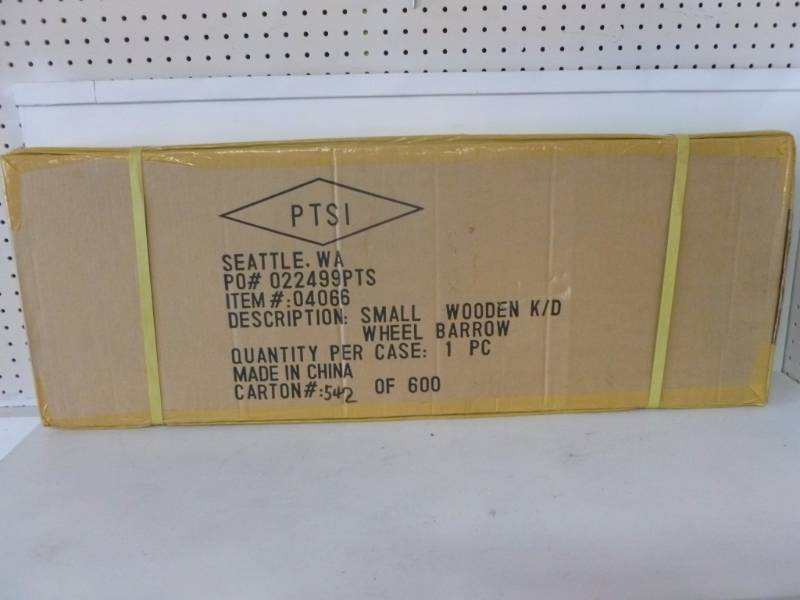 PTSI
SEATTLE, WA
PO# 022499PTS
ITEM #:04066
DESCRIPTION: SMALL WOODEN K/D
WHEEL BARROW
QUANTITY PER CASE: 1 PC
MADE IN CHINA
CARTON#:542 OF 600